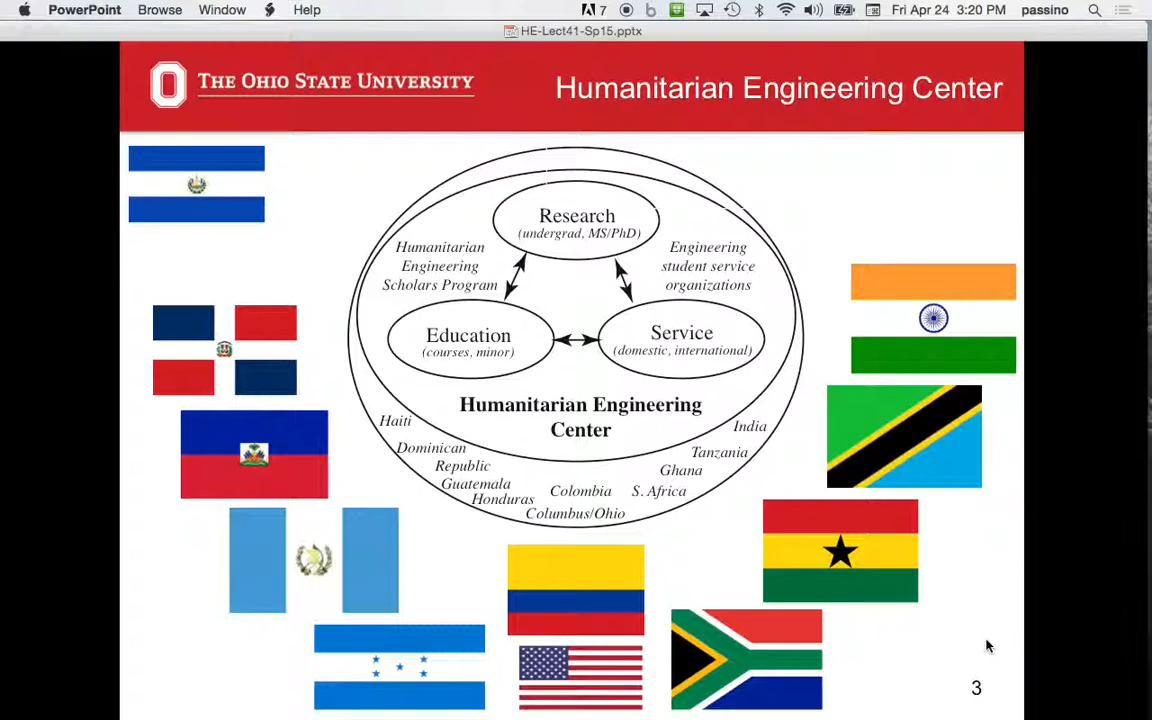 PowerPoint Browse Window Help
7 Fri Apr 24 3:20 PM passino
HE-Lect41-Sp15.pptx
THE OHIO STATE UNIVERSITY
Humanitarian Engineering Center
Research
(undergrad, MS/PhD)
Humanitarian
Engineering
Scholars Program
Engineering
student service
organizations
Education
(courses, minor)
Service
(domestic, international)
Humanitarian Engineering
Center
Haiti
Dominican
Republic
Guatemala
Honduras
Colombia
Columbus/Ohio
S. Africa
Ghana
Tanzania
India
3